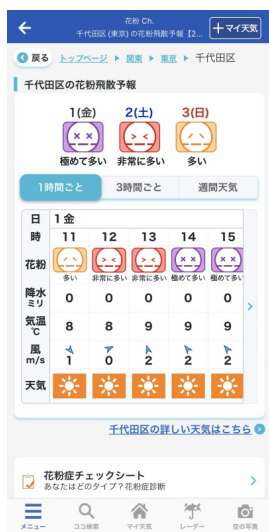 花粉 Ch.
千代田区(東京)の花粉飛散予報【2...
+マイ天気
戻る トップページ ▶ 関東 ▶ 東京 ▶ 千代田区
千代田区の花粉飛散予報
1(金) 2(土) 3(日)
極めて多い 非常に多い 多い
1時間ごと 3時間ごと 週間天気
日 1 金
時 11 12 13 14 15
花粉 多い 非常に多い 非常に多い 極めて多い 極めて多い
降水 ミリ 0 0 0 0 0
気温 ℃ 8 8 9 9 9
風 m/s 1 0 2 2 2
天気
千代田区の詳しい天気はこちら
花粉症チェックシート
あなたはどのタイプ?花粉症診断
メニュー ココ検索 マイ天気 レーダー 空の写真